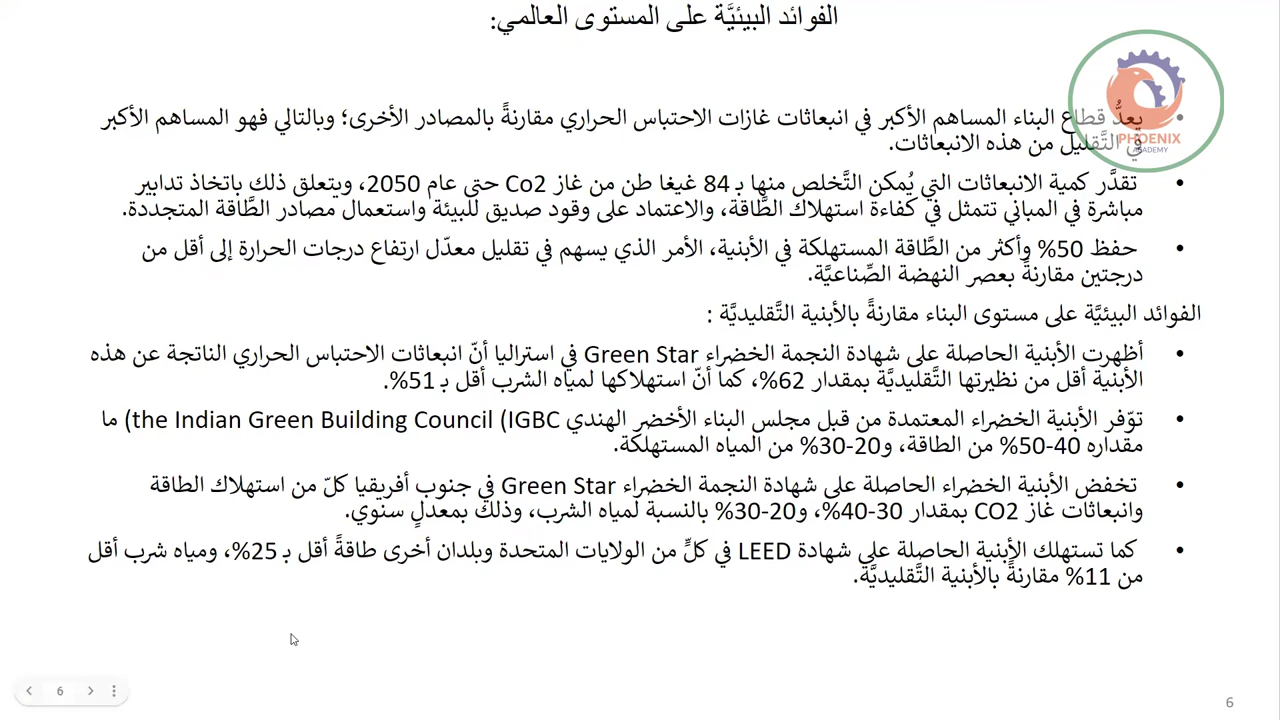 الفوائد البيئيَّة على المستوى العالمي:
PHOENIX
ACADEMY
• يعدُّ قطاع البناء المساهم الأكبر في انبعاثات غازات الاحتباس الحراري مقارنةً بالمصادر الأخرى؛ وبالتالي فهو المساهم الأكبر
في التَّقليل من هذه الانبعاثات.
• تقدَّر كمية الانبعاثات التي يُمكن التَّخلص منها بـ 84 غيغا طن من غاز Co2 حتى عام 2050، ويتعلق ذلك باتخاذ تدابير
مباشرة في المباني تتمثل في كفاءة استهلاك الطَّاقة، والاعتماد على وقود صديق للبيئة واستعمال مصادر الطَّاقة المتجددة.
• حفظ 50% وأكثر من الطَّاقة المستهلكة في الأبنية، الأمر الذي يسهم في تقليل معدّل ارتفاع درجات الحرارة إلى أقل من
درجتين مقارنةً بعصر النهضة الصِّناعيَّة.
الفوائد البيئيَّة على مستوى البناء مقارنةً بالأبنية التَّقليديَّة :
• أظهرت الأبنية الحاصلة على شهادة النجمة الخضراء Green Star في استراليا أنّ انبعاثات الاحتباس الحراري الناتجة عن هذه
الأبنية أقل من نظيرتها التَّقليديَّة بمقدار 62%، كما أنّ استهلاكها لمياه الشرب أقل بـ 51%.
• توّفر الأبنية الخضراء المعتمدة من قبل مجلس البناء الأخضر الهندي the Indian Green Building Council (IGBC) ما
مقداره 40-50% من الطاقة، و20-30% من المياه المستهلكة.
• تخفض الأبنية الخضراء الحاصلة على شهادة النجمة الخضراء Green Star في جنوب أفريقيا كلّ من استهلاك الطاقة
وانبعاثات غاز CO2 بمقدار 30-40%، و20-30% بالنسبة لمياه الشرب، وذلك بمعدلٍ سنوي.
• كما تستهلك الأبنية الحاصلة على شهادة LEED في كلٍّ من الولايات المتحدة وبلدان أخرى طاقةً أقل بـ 25%، ومياه شرب أقل
من 11% مقارنةً بالأبنية التَّقليديَّة.
6
6